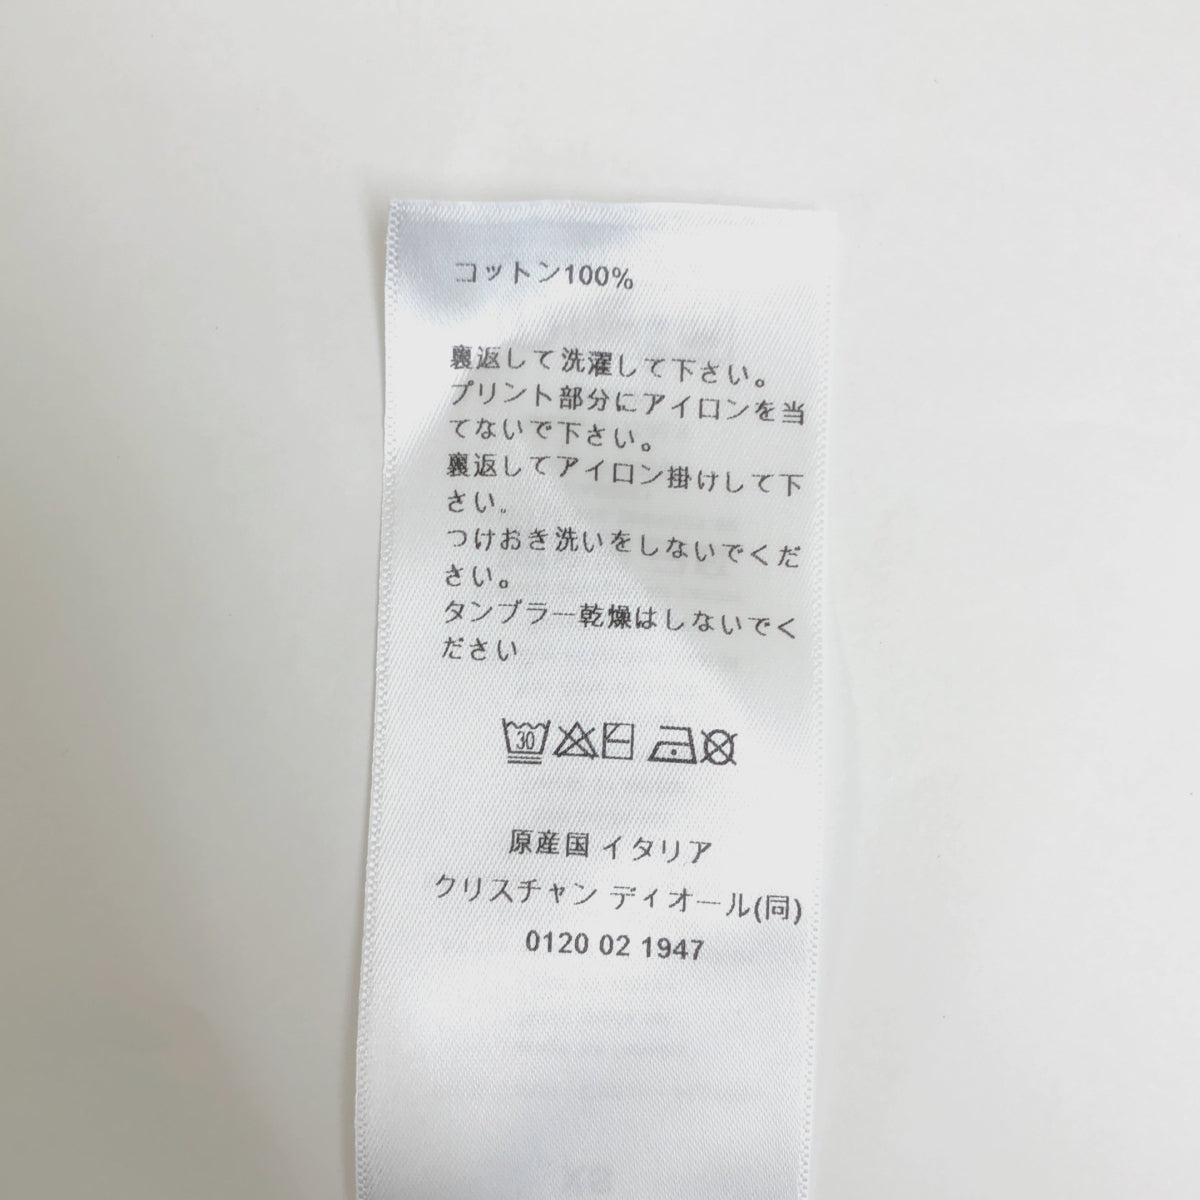 コットン100%
裏返して洗濯して下さい。
プリント部分にアイロンを当
てないで下さい。
裏返してアイロン掛けして下
さい。
つけおき洗いをしないでくだ
さい。
タンブラー乾燥はしないでく
ださい
30
原産国 イタリア
クリスチャン ディオール(同)
0120 02 1947